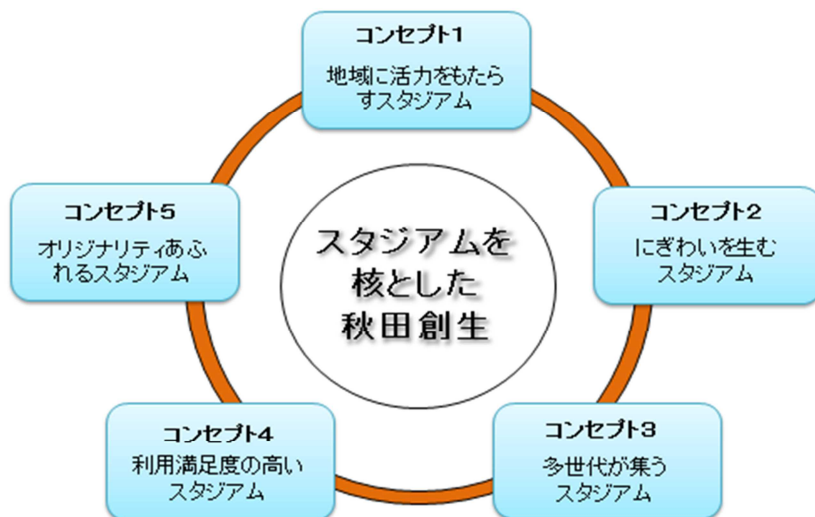 コンセプト1
地域に活力をもたら
すスタジアム
コンセプト2
にぎわいを生む
スタジアム
コンセプト3
多世代が集う
スタジアム
コンセプト4
利用満足度の高い
スタジアム
コンセプト5
オリジナリティあふ
れるスタジアム
スタジアムを
核とした
秋田創生